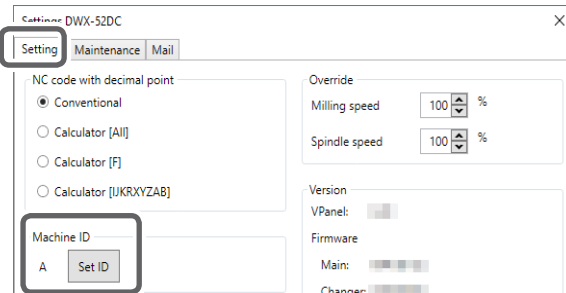 Settings DWX-52DC
Setting Maintenance Mail
NC code with decimal point
Conventional
Calculator [All]
Calculator [F]
Calculator [IJKRXYZAB]
Machine ID
A Set ID
Override
Milling speed 100 %
Spindle speed 100 %
Version
VPanel:
Firmware
Main:
Changer: